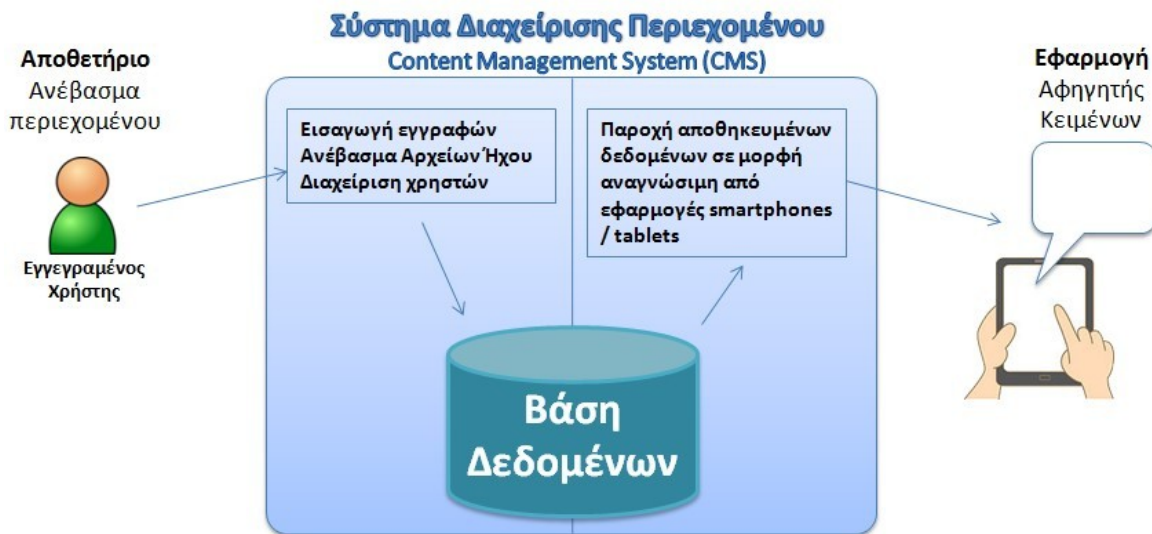 Σύστημα Διαχείρισης Περιεχομένου
Content Management System (CMS)
Αποθετήριο
Ανέβασμα
περιεχομένου
Εγγεγραμένος
Χρήστης
Εισαγωγή εγγραφών
Ανέβασμα Αρχείων Ήχου
Διαχείριση χρηστών
Παροχή αποθηκευμένων
δεδομένων σε μορφή
αναγνώσιμη από
εφαρμογές smartphones
/ tablets
Βάση
Δεδομένων
Εφαρμογή
Αφηγητής
Κειμένων